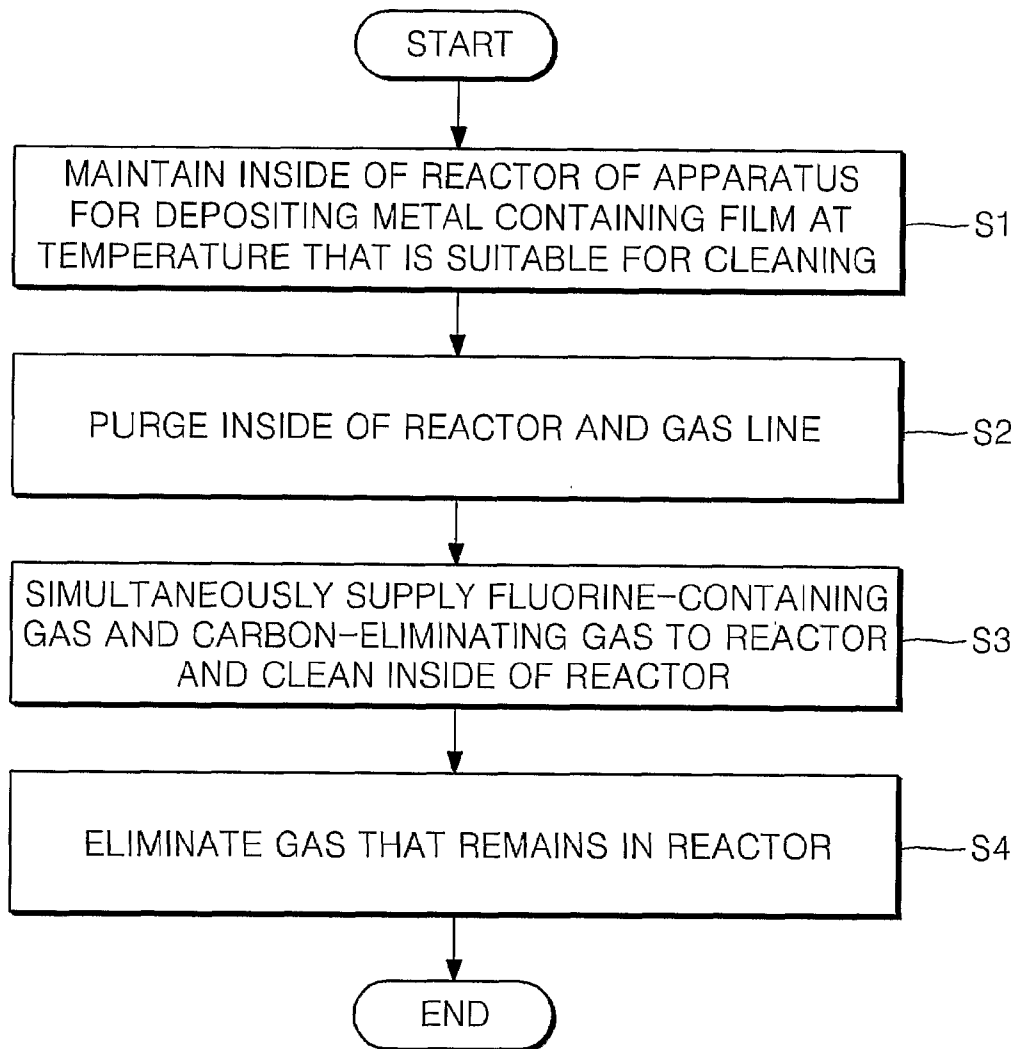 START
MAINTAIN INSIDE OF REACTOR OF APPARATUS
FOR DEPOSITING METAL CONTAINING FILM AT
TEMPERATURE THAT IS SUITABLE FOR CLEANING
S1
PURGE INSIDE OF REACTOR AND GAS LINE
S2
SIMULTANEOUSLY SUPPLY FLUORINE-CONTAINING
GAS AND CARBON-ELIMINATING GAS TO REACTOR
AND CLEAN INSIDE OF REACTOR
S3
ELIMINATE GAS THAT REMAINS IN REACTOR
S4
END